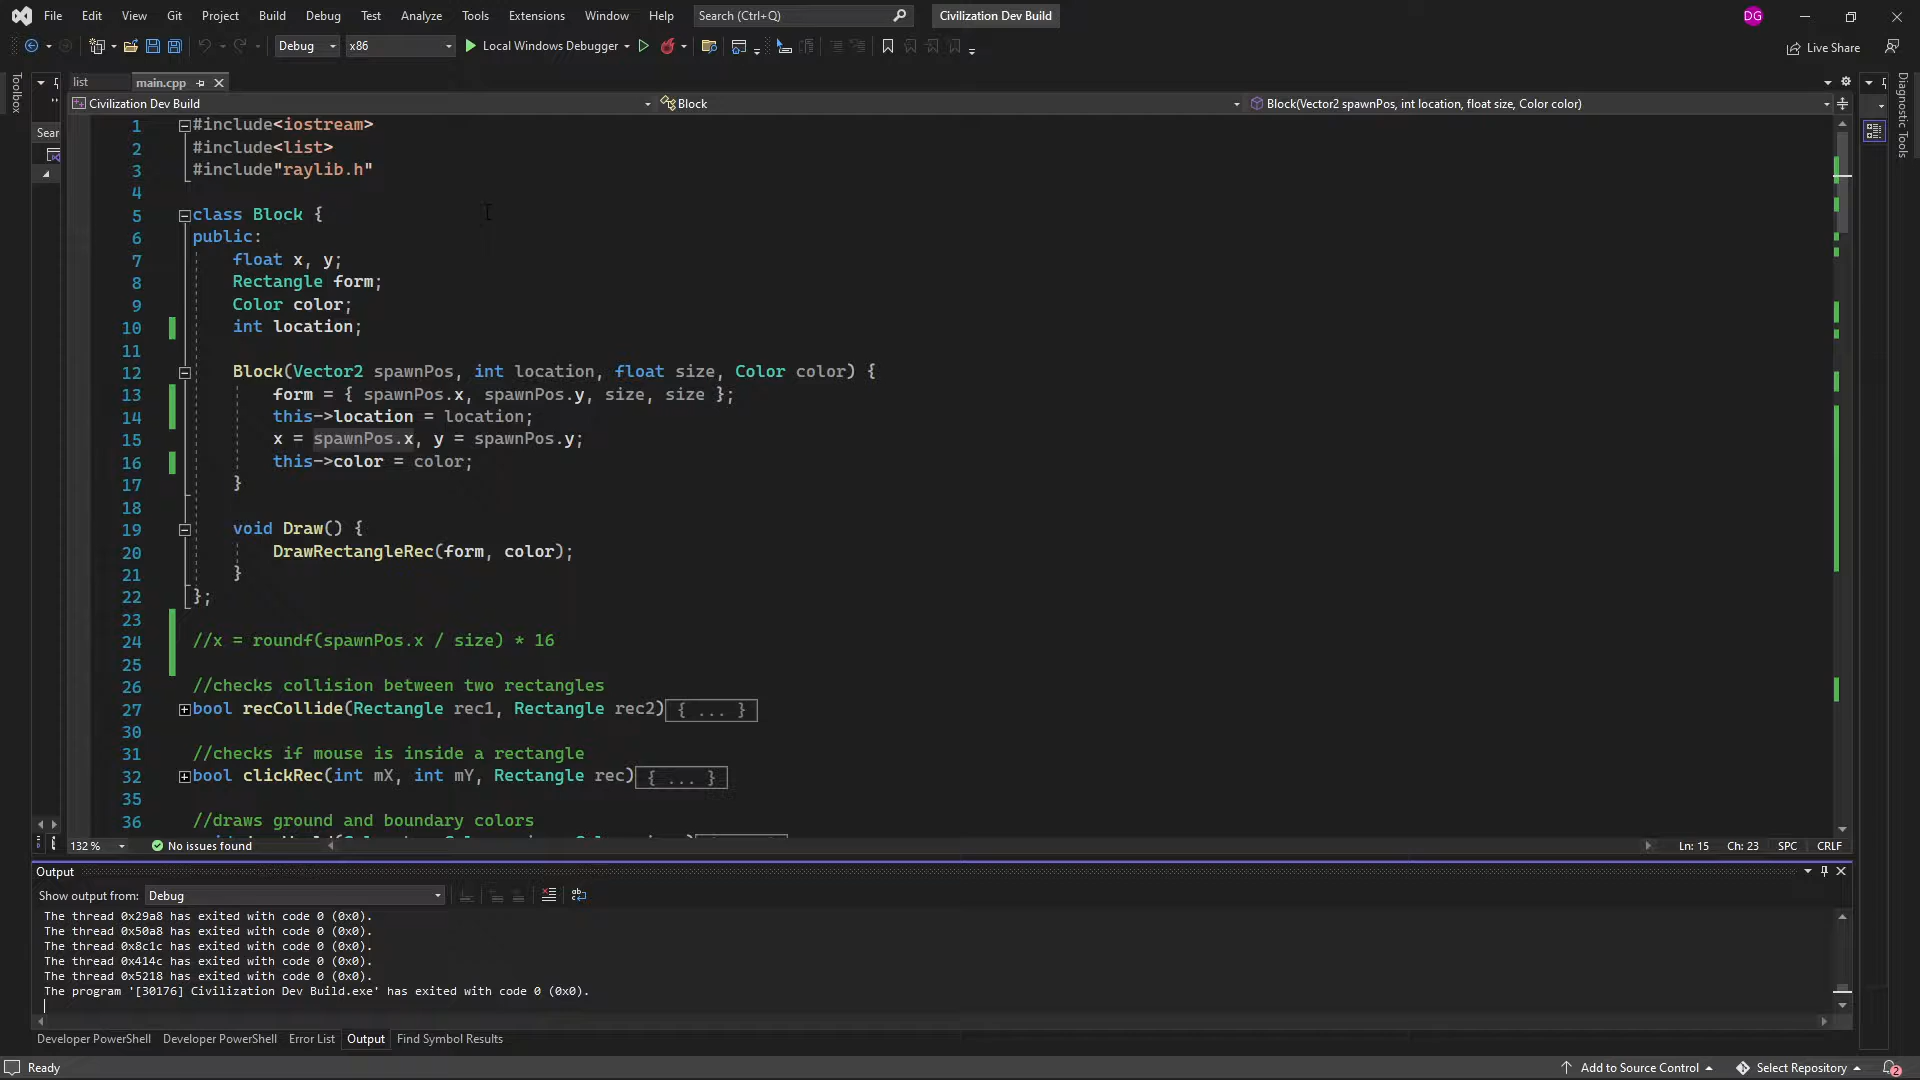 File Edit View Git Project Build Debug Test Analyze Tools Extensions Window Help Search (Ctrl+Q) Civilization Dev Build DG
Debug x86 Local Windows Debugger Live Share
Toolbox
list main.cpp
Diagnostic Tools
Civilization Dev Build Block Block(Vector2 spawnPos, int location, float size, Color color)
Sear
1 #include<iostream>
2 #include<list>
3 #include"raylib.h"
4
5 class Block {
6 public:
7 float x, y;
8 Rectangle form;
9 Color color;
10 int location;
11
12 Block(Vector2 spawnPos, int location, float size, Color color) {
13 form = { spawnPos.x, spawnPos.y, size, size };
14 this->location = location;
15 x = spawnPos.x, y = spawnPos.y;
16 this->color = color;
17 }
18
19 void Draw() {
20 DrawRectangleRec(form, color);
21 }
22 };
23
24 //x = roundf(spawnPos.x / size) * 16
25
26 //checks collision between two rectangles
27 bool recCollide(Rectangle rec1, Rectangle rec2){ ... }
30
31 //checks if mouse is inside a rectangle
32 bool clickRec(int mX, int mY, Rectangle rec){ ... }
35
36 //draws ground and boundary colors
132 % No issues found Ln: 15 Ch: 23 SPC CRLF
Output
Show output from: Debug
The thread 0x29a8 has exited with code 0 (0x0).
The thread 0x50a8 has exited with code 0 (0x0).
The thread 0x8c1c has exited with code 0 (0x0).
The thread 0x414c has exited with code 0 (0x0).
The thread 0x5218 has exited with code 0 (0x0).
The program '[30176] Civilization Dev Build.exe' has exited with code 0 (0x0).
Developer PowerShell Developer PowerShell Error List Output Find Symbol Results
Ready Add to Source Control Select Repository 2